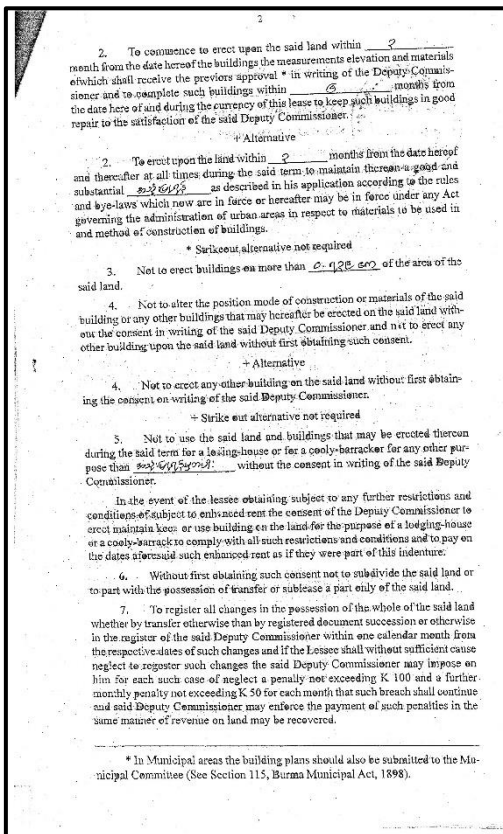 2
2. To commence to erect upon the said land within ?
month from the date hereof the buildings the measurements elevation and materials
ofwhich shall receive the previors approval * in writing of the Deputy Commis-
sioner and to complete such buildings within months from
the date here of and during the currency of this lease to keep such buildings in good
repair to the satisfaction of the said Deputy Commissioner.
+ Alternative
2. To erect upon the land within ? months from the date hereof
and thereafter at all times during the said term to maintain thereon a good and
substantial as described in his application according to the rules
and bye-laws which now are in force or hereafter may be in force under any Act
governing the administration of urban areas in respect to materials to be used in
and method of construction of buildings.
* Strikeout alternative not required
3. Not to erect buildings on more than of the area of the
said land.
4. Not to alter the position mode of construction or materials of the said
building or any other buildings that may hereafter be erected on the said land with-
out the consent in writing of the said Deputy Commissioner and not to erect any
other building upon the said land without first obtaining such consent.
+ Alternative
4. Not to erect any other building on the said land without first obtain-
ing the consent on writing of the said Deputy Commissioner.
+ Strike out alternative not required
5. Not to use the said land and buildings that may be erected thereon
during the said term for a loging-house or for a cooly-barracker for any other pur-
pose than without the consent in writing of the said Deputy
Commissioner.
In the event of the lessee obtaining subject to any further restrictions and
conditions of subject to enhnaced rent the consent of the Deputy Commissioner to
erect maintain keep or use building on the land for the purpose of a lodging-house
or a cooly-barrack to comply with all such restrictions and conditions and to pay on
the dates aforesaid such enhanced rent as if they were part of this indenture.
6. Without first obtaining such consent not to subdivide the said land or
to part with the possession of transfer or sublease a part only of the said land.
7. To register all changes in the possession of the whole of the said land
whether by transfer otherwise than by registered document succession or otherwise
in the register of the said Deputy Commissioner within one calendar month from
the respective dates of such changes and if the Lessee shall without sufficient cause
neglect to regoster such changes the said Deputy Commissioner may impose on
him for each such case of neglect a penally not exceeding K 100 and a further
monthly penalty not exceeding K 50 for each month that such breach shall continue
and said Deputy Commissioner may enforce the payment of such penalties in the
same manner of revenue on land may be recovered.
* In Municipal areas the building plans should also be submitted to the Mu-
nicipal Committee (See Section 115, Burma Municipal Act, 1898).